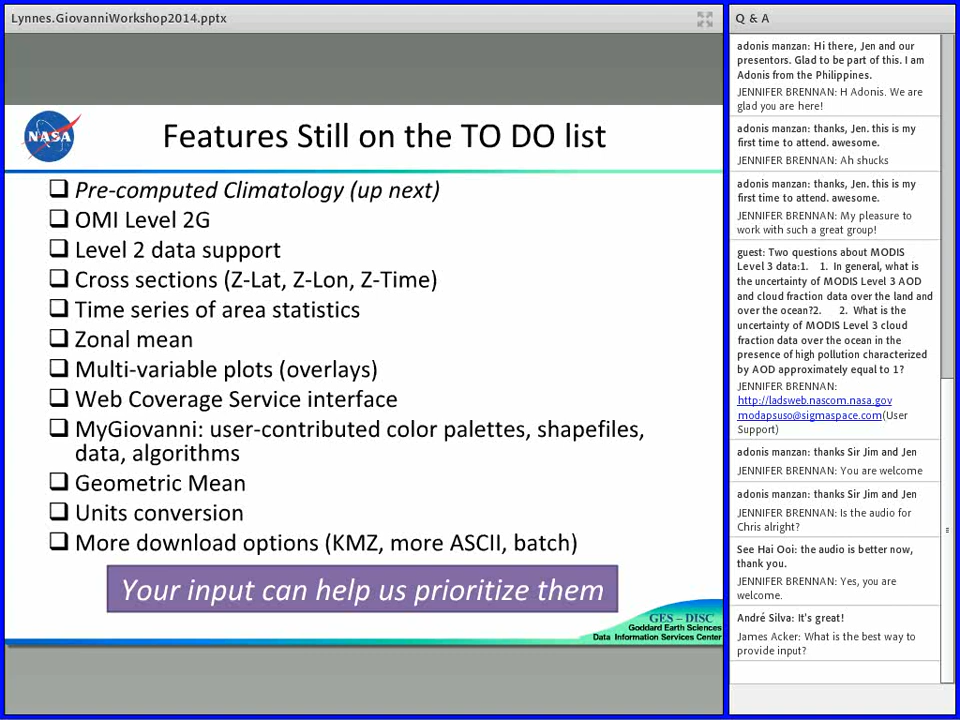 Lynnes.GiovanniWorkshop2014.pptx
NASA
Features Still on the TO DO list
Pre-computed Climatology (up next)
OMI Level 2G
Level 2 data support
Cross sections (Z-Lat, Z-Lon, Z-Time)
Time series of area statistics
Zonal mean
Multi-variable plots (overlays)
Web Coverage Service interface
MyGiovanni: user-contributed color palettes, shapefiles,
data, algorithms
Geometric Mean
Units conversion
More download options (KMZ, more ASCII, batch)
Your input can help us prioritize them
GES – DISC
Goddard Earth Sciences
Data Information Services Center
Q & A
adonis manzan: Hi there, Jen and our
presentors. Glad to be part of this. I am
Adonis from the Philippines.
JENNIFER BRENNAN: H Adonis. We are
glad you are here!
adonis manzan: thanks, Jen. this is my
first time to attend. awesome.
JENNIFER BRENNAN: Ah shucks
adonis manzan: thanks, Jen. this is my
first time to attend. awesome.
JENNIFER BRENNAN: My pleasure to
work with such a great group!
guest: Two questions about MODIS
Level 3 data:1. 1. In general, what is
the uncertainty of MODIS Level 3 AOD
and cloud fraction data over the land and
over the ocean?2. 2. What is the
uncertainty of MODIS Level 3 cloud
fraction data over the ocean in the
presence of high pollution characterized
by AOD approximately equal to 1?
JENNIFER BRENNAN:
http://ladsweb.nascom.nasa.gov
modapsuso@sigmaspace.com(User
Support)
adonis manzan: thanks Sir Jim and Jen
JENNIFER BRENNAN: You are welcome
adonis manzan: thanks Sir Jim and Jen
JENNIFER BRENNAN: Is the audio for
Chris alright?
See Hai Ooi: the audio is better now,
thank you.
JENNIFER BRENNAN: Yes, you are
welcome.
André Silva: It's great!
James Acker: What is the best way to
provide input?